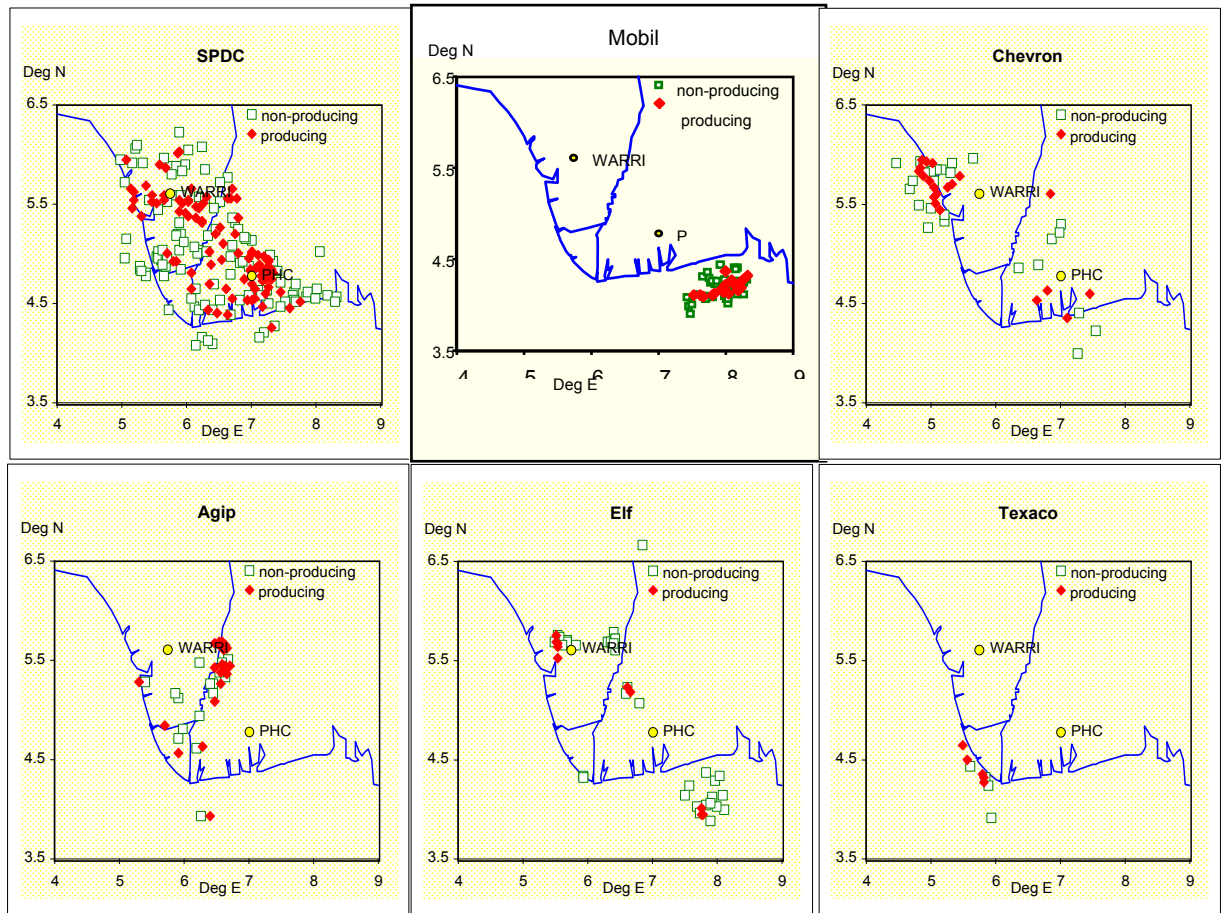 SPDC
Deg N
6.5
non-producing
producing
WARRI
5.5
PHC
4.5
3.5
4 5 6 7 8 9
Deg E
Mobil
Deg N
6.5
non-producing
producing
WARRI
5.5
P
4.5
3.5
4 5 6 7 8 9
Deg E
Chevron
Deg N
6.5
non-producing
producing
WARRI
5.5
PHC
4.5
3.5
4 5 6 7 8 9
Deg E
Agip
Deg N
6.5
non-producing
producing
WARRI
5.5
PHC
4.5
3.5
4 5 6 7 8 9
Deg E
Elf
Deg N
6.5
non-producing
producing
WARRI
5.5
PHC
4.5
3.5
4 5 6 7 8 9
Deg E
Texaco
Deg N
6.5
non-producing
producing
WARRI
5.5
PHC
4.5
3.5
4 5 6 7 8 9
Deg E